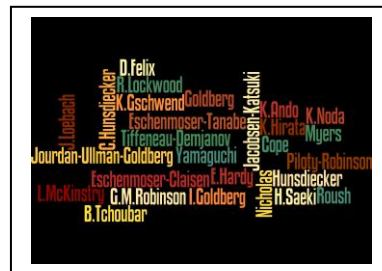 D.Felix
R.Lockwood
K.Gschwend
Goldberg
Eschenmoser-Tanabe
Tiffeneau-Demjanov
Jourdan-Ullman-Goldberg
Yamaguchi
J.Loebach
C.Hunsdiecker
Jacobsen-Katsuki
K.Ando
K.Hirata
K.Noda
Myers
Cope
Piloty-Robinson
Eschenmoser-Claisen
E.Hardy
Hunsdiecker
L.McKinstry
G.M.Robinson
I.Goldberg
Nicholas
H.Saeki
Roush
B.Tchoubar